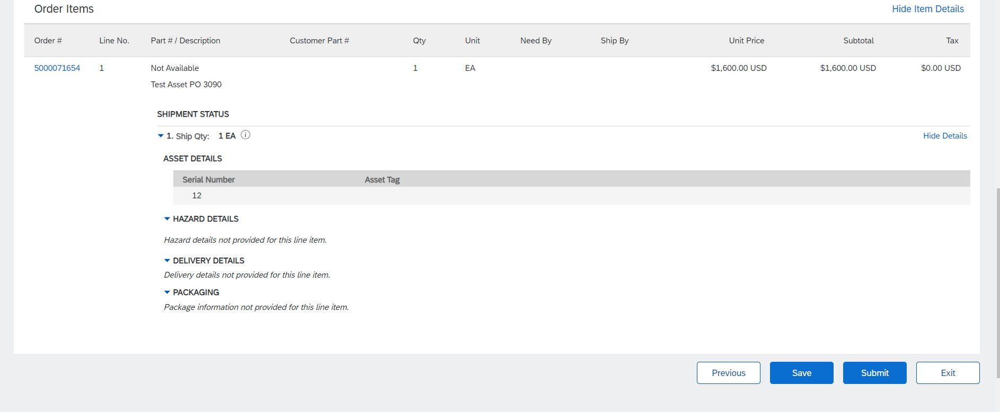 Order Items Hide Item Details
Order # Line No. Part # / Description Customer Part # Qty Unit Need By Ship By Unit Price Subtotal Tax
5000071654 1 Not Available 1 EA $1,600.00 USD $1,600.00 USD $0.00 USD
Test Asset PO 3090
SHIPMENT STATUS
1. Ship Qty: 1 EA Hide Details
ASSET DETAILS
Serial Number Asset Tag
12
HAZARD DETAILS
Hazard details not provided for this line item.
DELIVERY DETAILS
Delivery details not provided for this line item.
PACKAGING
Package information not provided for this line item.
Previous Save Submit Exit